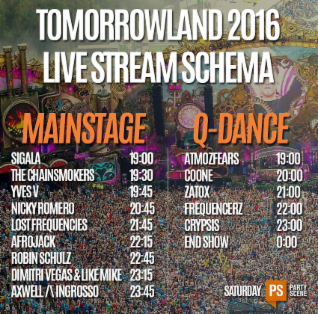 TOMORROWLAND 2016
LIVE STREAM SCHEMA
MAINSTAGE
SIGALA 19:00
THE CHAINSMOKERS 19:30
YVES V 19:45
NICKY ROMERO 20:45
LOST FREQUENCIES 21:45
AFROJACK 22:15
ROBIN SCHULZ 22:45
DIMITRI VEGAS & LIKE MIKE 23:15
AXWELL /\ INGROSSO 23:45
Q-DANCE
ATMOZFEARS 19:00
COONE 20:00
ZATOX 21:00
FREQUENCERZ 22:00
CRYPSIS 23:00
END SHOW 0:00
SATURDAY
PS
PARTY
SCENE